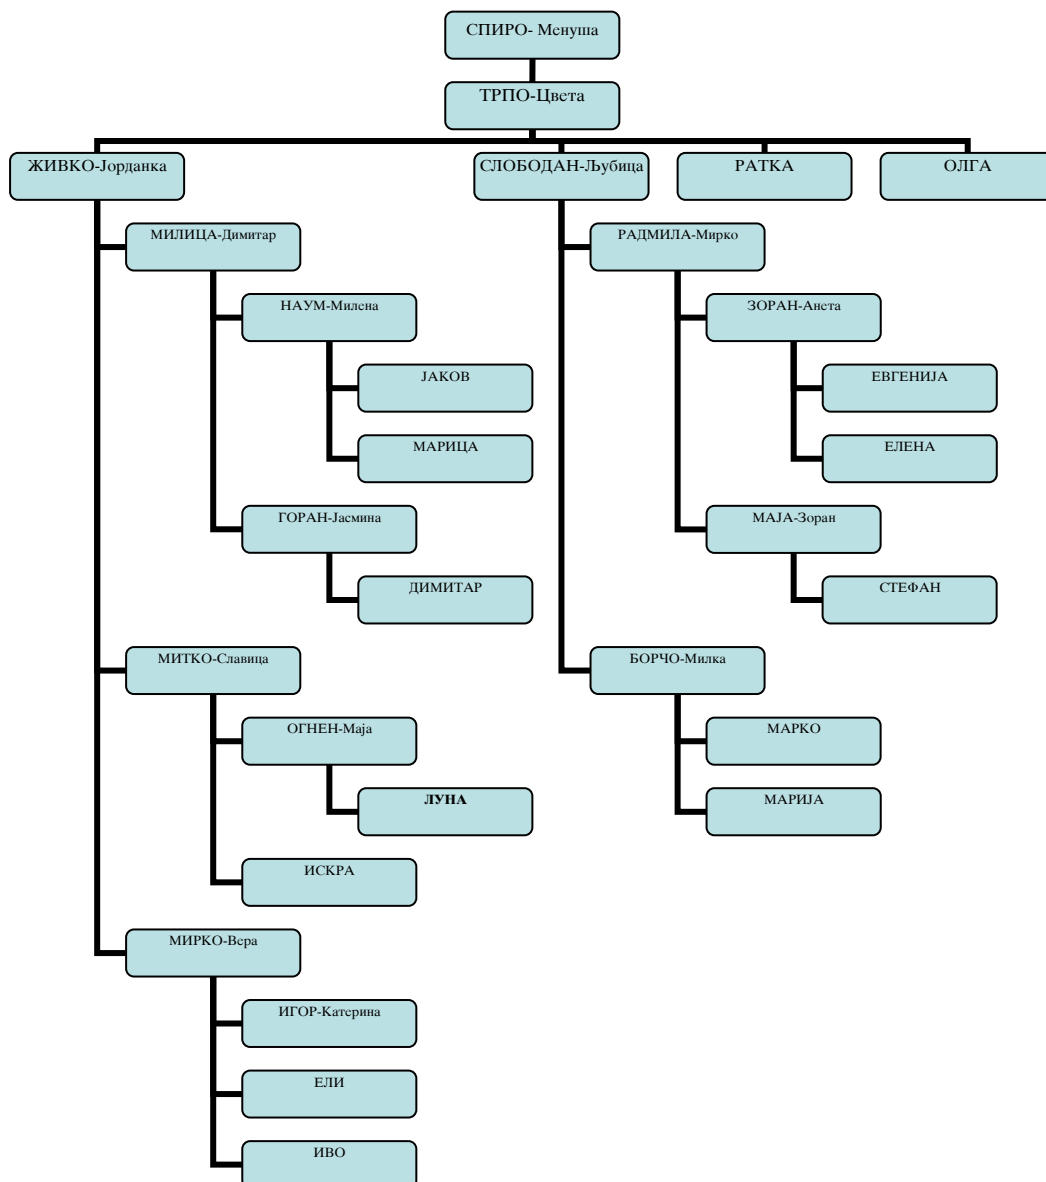 СПИРО- Менуша
ТРПО-Цвета
ЖИВКО-Јорданка
СЛОБОДАН-Љубица
РАТКА
ОЛГА
МИЛИЦА-Димитар
НАУМ-Милена
ЈАКОВ
МАРИЦА
ГОРАН-Јасмина
ДИМИТАР
МИТКО-Славица
ОГНЕН-Маја
ЛУНА
ИСКРА
МИРКО-Вера
ИГОР-Катерина
ЕЛИ
ИВО
РАДМИЛА-Мирко
ЗОРАН-Анета
ЕВГЕНИЈА
ЕЛЕНА
МАЈА-Зоран
СТЕФАН
БОРЧО-Милка
МАРКО
МАРИЈА